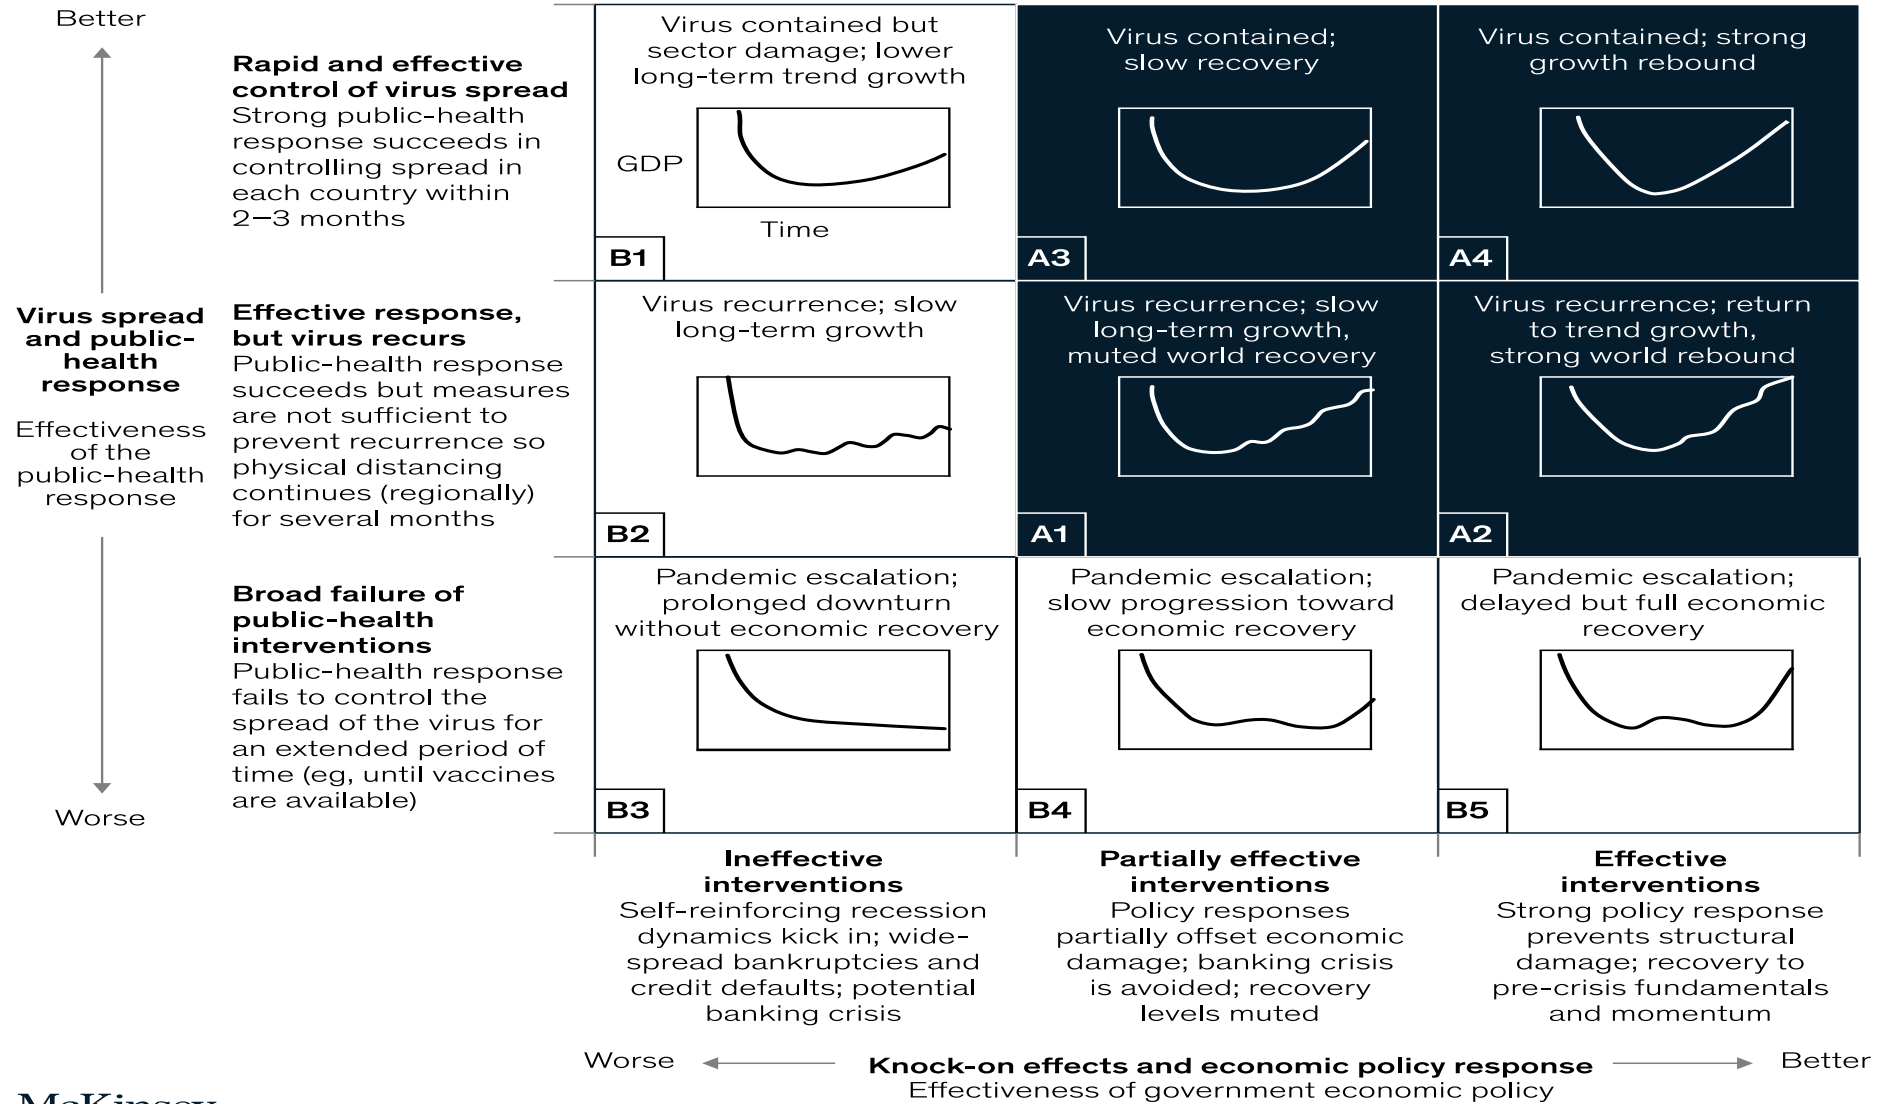 Better
Rapid and effective
control of virus spread
Strong public-health
response succeeds in
controlling spread in
each country within
2–3 months
Virus contained but
sector damage; lower
long-term trend growth
GDP
Time
B1
Virus contained;
slow recovery
A3
Virus contained; strong
growth rebound
A4
Virus spread
and public-
health
response
Effectiveness
of the
public-health
response
Effective response,
but virus recurs
Public-health response
succeeds but measures
are not sufficient to
prevent recurrence so
physical distancing
continues (regionally)
for several months
Virus recurrence; slow
long-term growth
B2
Virus recurrence; slow
long-term growth,
muted world recovery
A1
Virus recurrence; return
to trend growth,
strong world rebound
A2
Broad failure of
public-health
interventions
Public-health response
fails to control the
spread of the virus for
an extended period of
time (eg, until vaccines
are available)
Worse
Pandemic escalation;
prolonged downturn
without economic recovery
B3
Pandemic escalation;
slow progression toward
economic recovery
B4
Pandemic escalation;
delayed but full economic
recovery
B5
Ineffective
interventions
Self-reinforcing recession
dynamics kick in; wide-
spread bankruptcies and
credit defaults; potential
banking crisis
Partially effective
interventions
Policy responses
partially offset economic
damage; banking crisis
is avoided; recovery
levels muted
Effective
interventions
Strong policy response
prevents structural
damage; recovery to
pre-crisis fundamentals
and momentum
Worse
Knock-on effects and economic policy response
Better
Effectiveness of government economic policy
McKinsey